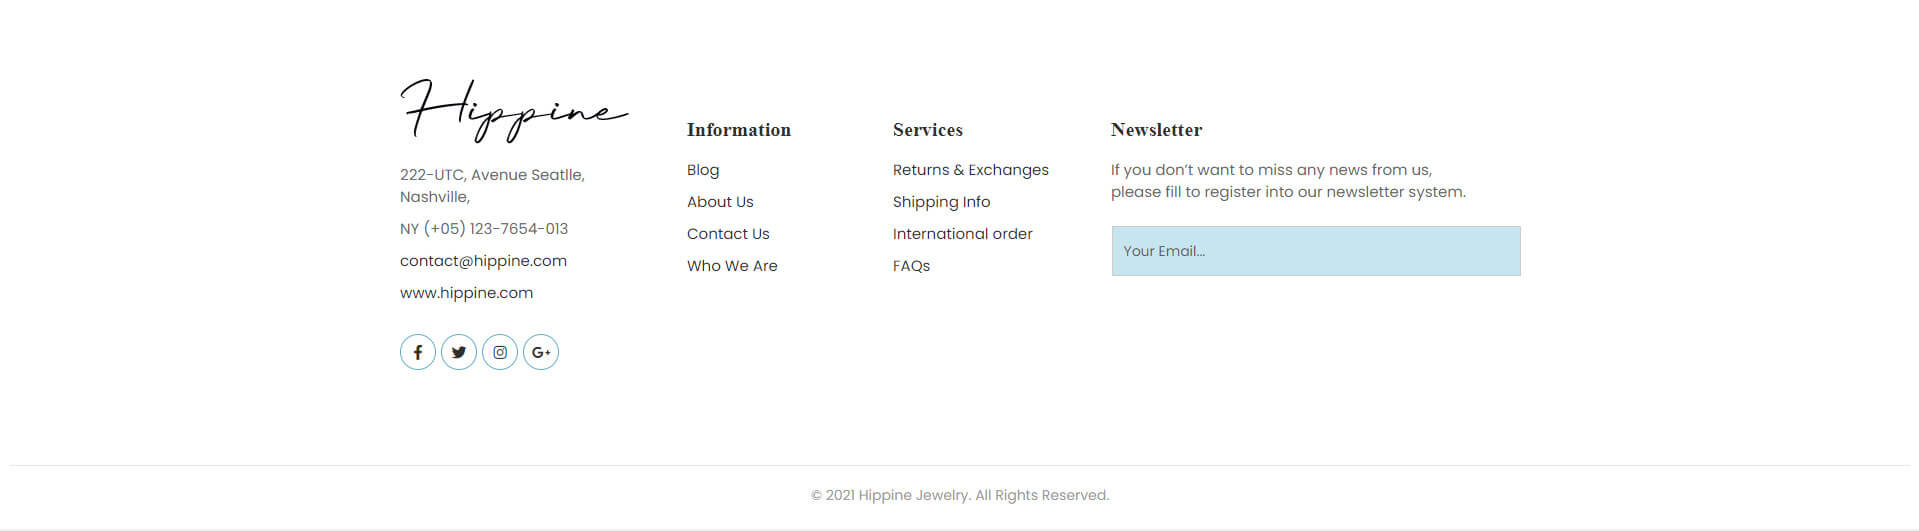 Hippine
222-UTC, Avenue Seatlle,
Nashville,
NY (+05) 123-7654-013
contact@hippine.com
www.hippine.com
Information
Blog
About Us
Contact Us
Who We Are
Services
Returns & Exchanges
Shipping Info
International order
FAQs
Newsletter
If you don’t want to miss any news from us,
please fill to register into our newsletter system.
Your Email...
© 2021 Hippine Jewelry. All Rights Reserved.